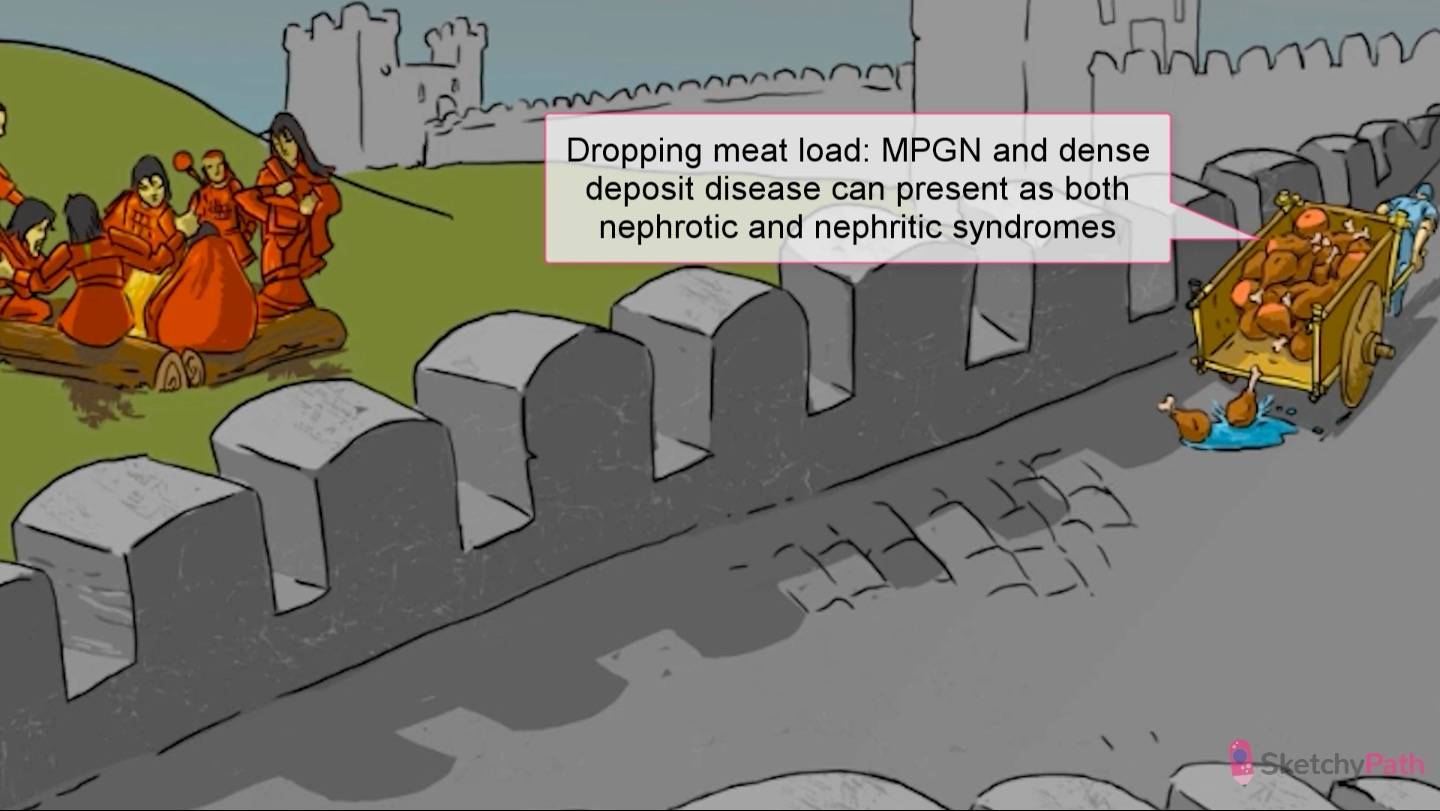 Dropping meat load: MPGN and dense
deposit disease can present as both
nephrotic and nephritic syndromes
SketchyPath